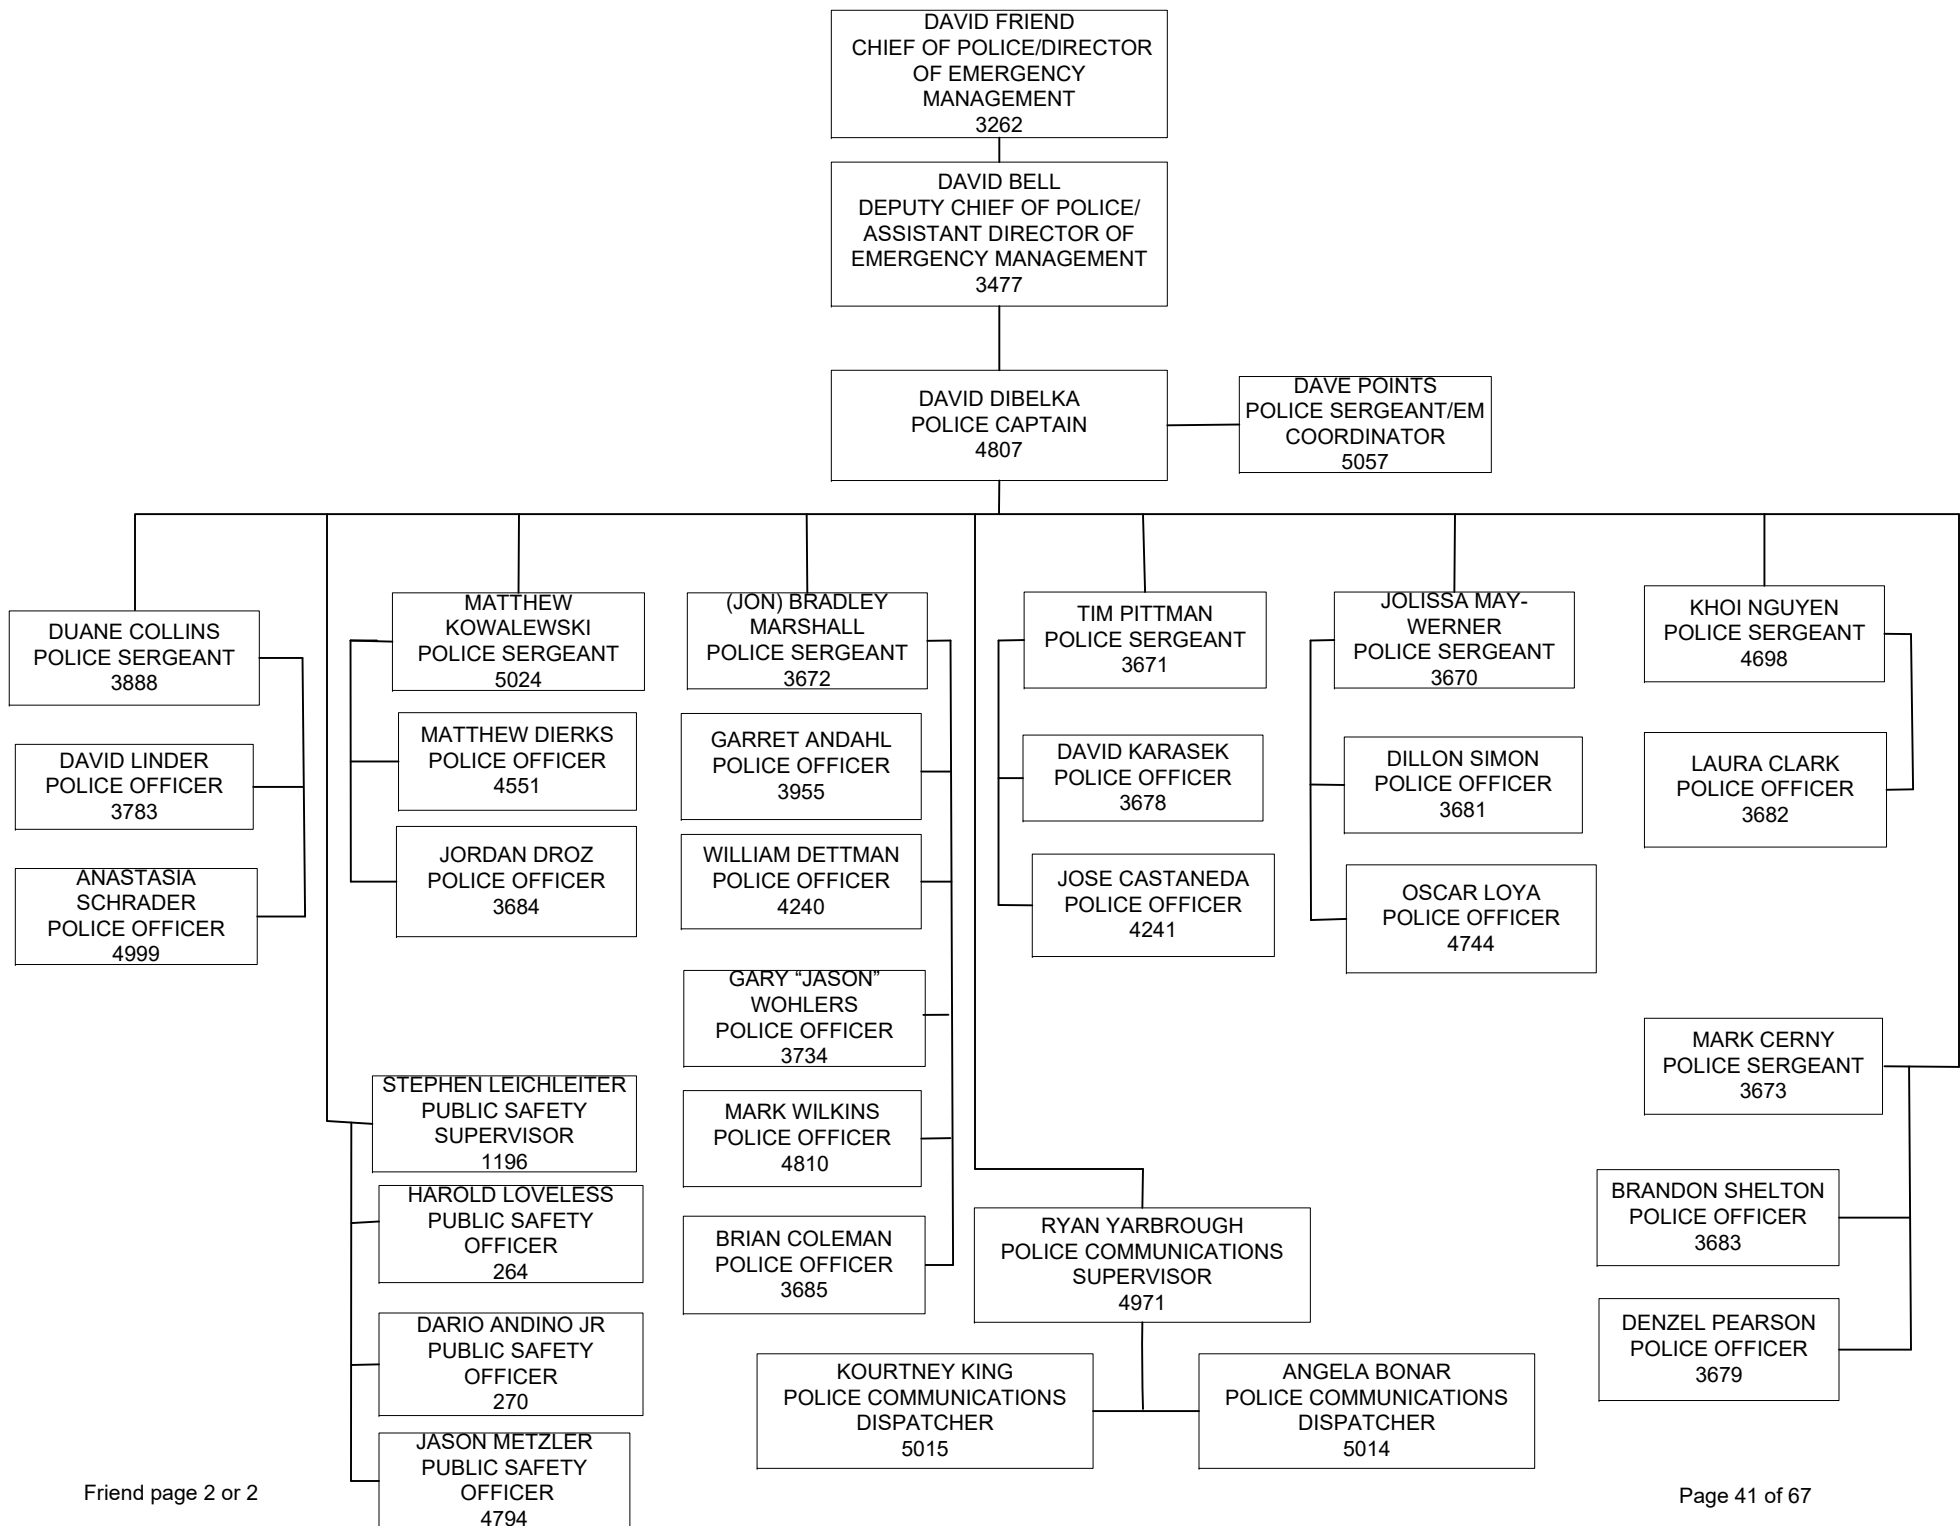 DAVID FRIEND
CHIEF OF POLICE/DIRECTOR
OF EMERGENCY
MANAGEMENT
3262
DAVID BELL
DEPUTY CHIEF OF POLICE/
ASSISTANT DIRECTOR OF
EMERGENCY MANAGEMENT
3477
DAVID DIBELKA
POLICE CAPTAIN
4807
DAVE POINTS
POLICE SERGEANT/EM
COORDINATOR
5057
DUANE COLLINS
POLICE SERGEANT
3888
DAVID LINDER
POLICE OFFICER
3783
ANASTASIA
SCHRADER
POLICE OFFICER
4999
MATTHEW
KOWALEWSKI
POLICE SERGEANT
5024
MATTHEW DIERKS
POLICE OFFICER
4551
JORDAN DROZ
POLICE OFFICER
3684
STEPHEN LEICHLEITER
PUBLIC SAFETY
SUPERVISOR
1196
HAROLD LOVELESS
PUBLIC SAFETY
OFFICER
264
DARIO ANDINO JR
PUBLIC SAFETY
OFFICER
270
JASON METZLER
PUBLIC SAFETY
OFFICER
4794
(JON) BRADLEY
MARSHALL
POLICE SERGEANT
3672
GARRET ANDAHL
POLICE OFFICER
3955
WILLIAM DETTMAN
POLICE OFFICER
4240
GARY “JASON”
WOHLERS
POLICE OFFICER
3734
MARK WILKINS
POLICE OFFICER
4810
BRIAN COLEMAN
POLICE OFFICER
3685
TIM PITTMAN
POLICE SERGEANT
3671
DAVID KARASEK
POLICE OFFICER
3678
JOSE CASTANEDA
POLICE OFFICER
4241
RYAN YARBROUGH
POLICE COMMUNICATIONS
SUPERVISOR
4971
KOURTNEY KING
POLICE COMMUNICATIONS
DISPATCHER
5015
ANGELA BONAR
POLICE COMMUNICATIONS
DISPATCHER
5014
JOLISSA MAY-
WERNER
POLICE SERGEANT
3670
DILLON SIMON
POLICE OFFICER
3681
OSCAR LOYA
POLICE OFFICER
4744
KHOI NGUYEN
POLICE SERGEANT
4698
LAURA CLARK
POLICE OFFICER
3682
MARK CERNY
POLICE SERGEANT
3673
BRANDON SHELTON
POLICE OFFICER
3683
DENZEL PEARSON
POLICE OFFICER
3679
Friend page 2 or 2
Page 41 of 67